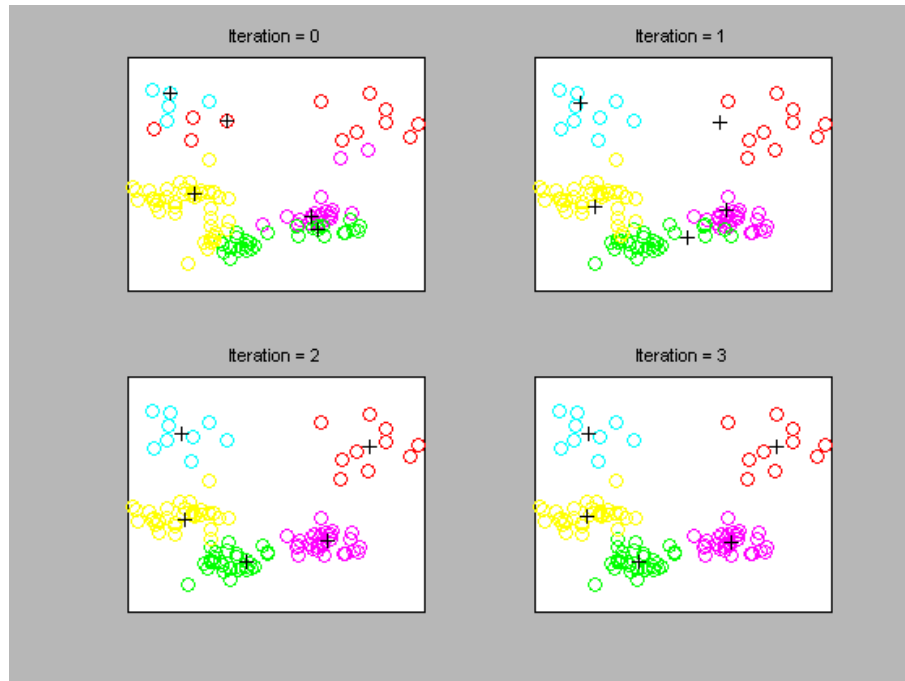 Iteration = 0
Iteration = 1
Iteration = 2
Iteration = 3